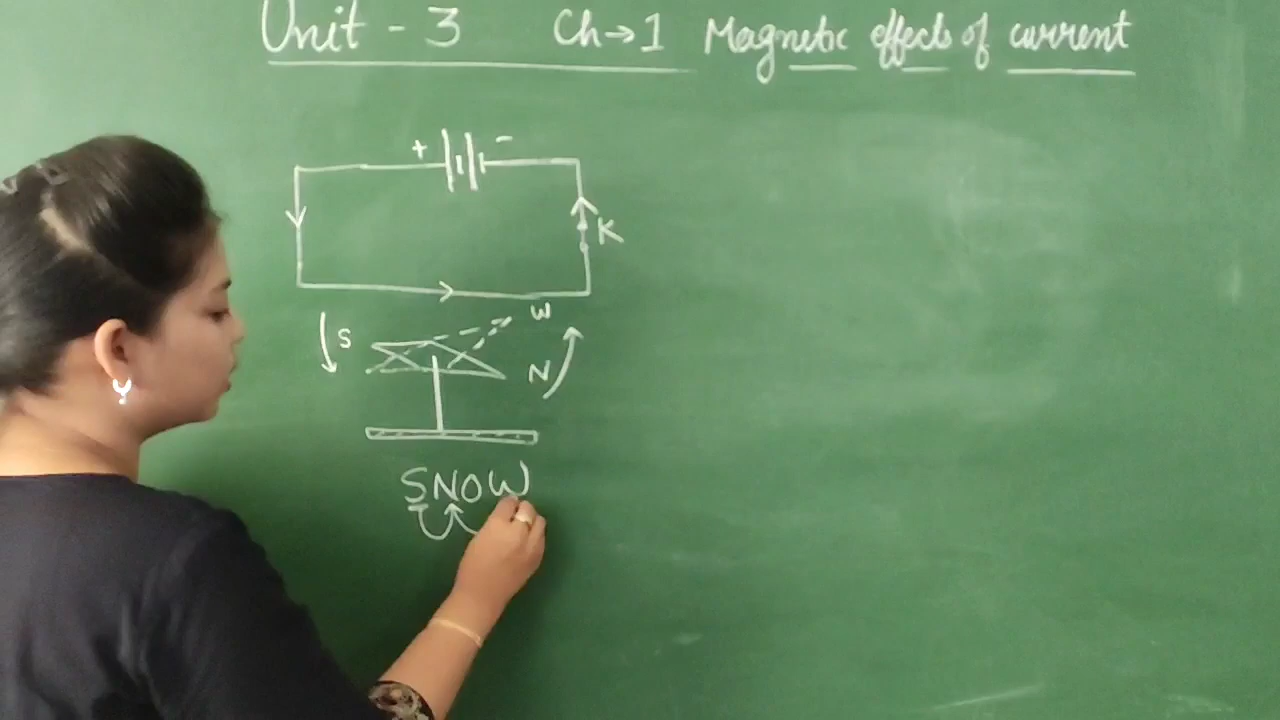 Unit - 3 Ch→1 Magnetic effects of current
+ -
K
W
S
N
SNOW